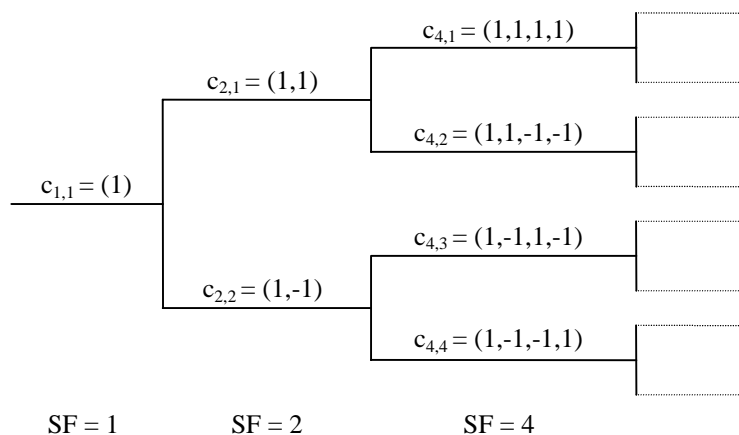 c4,1 = (1,1,1,1)
c2,1 = (1,1)
c4,2 = (1,1,-1,-1)
c1,1 = (1)
c4,3 = (1,-1,1,-1)
c2,2 = (1,-1)
c4,4 = (1,-1,-1,1)
SF = 1 SF = 2 SF = 4